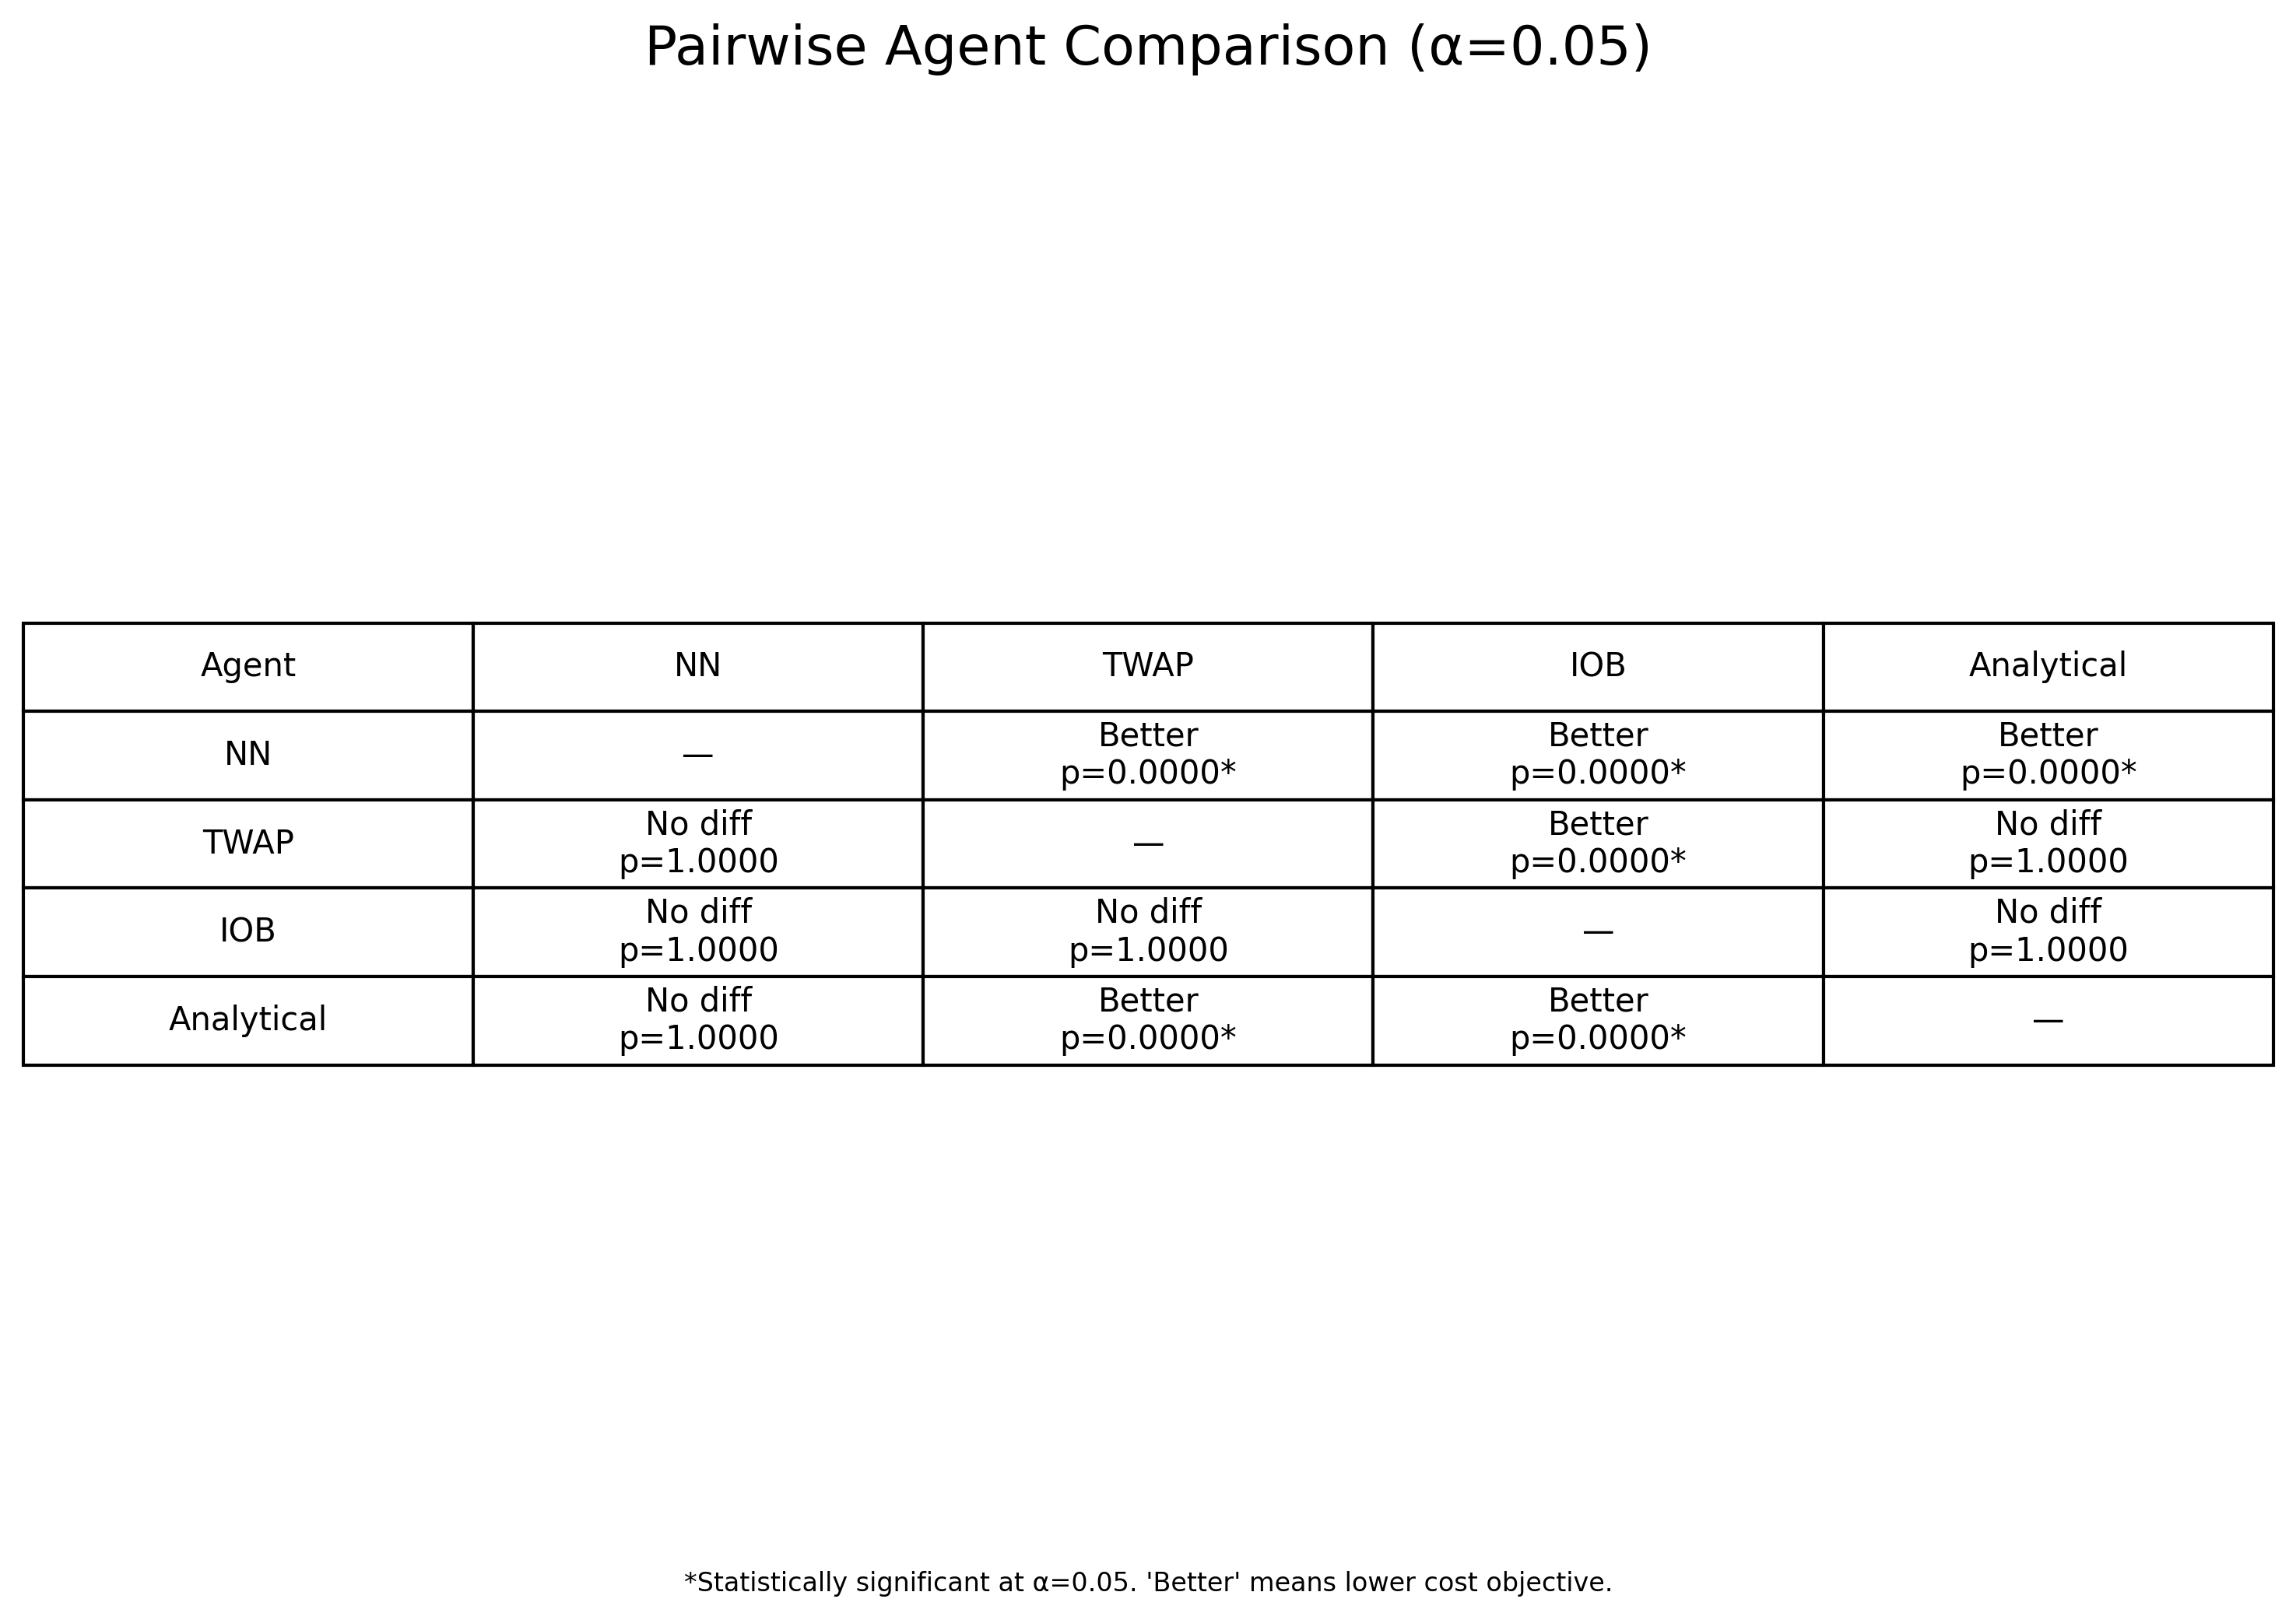 Pairwise Agent Comparison (α=0.05)
Agent NN TWAP IOB Analytical
NN — Better p=0.0000* Better p=0.0000* Better p=0.0000*
TWAP No diff p=1.0000 — Better p=0.0000* No diff p=1.0000
IOB No diff p=1.0000 No diff p=1.0000 — No diff p=1.0000
Analytical No diff p=1.0000 Better p=0.0000* Better p=0.0000* —
*Statistically significant at α=0.05. 'Better' means lower cost objective.